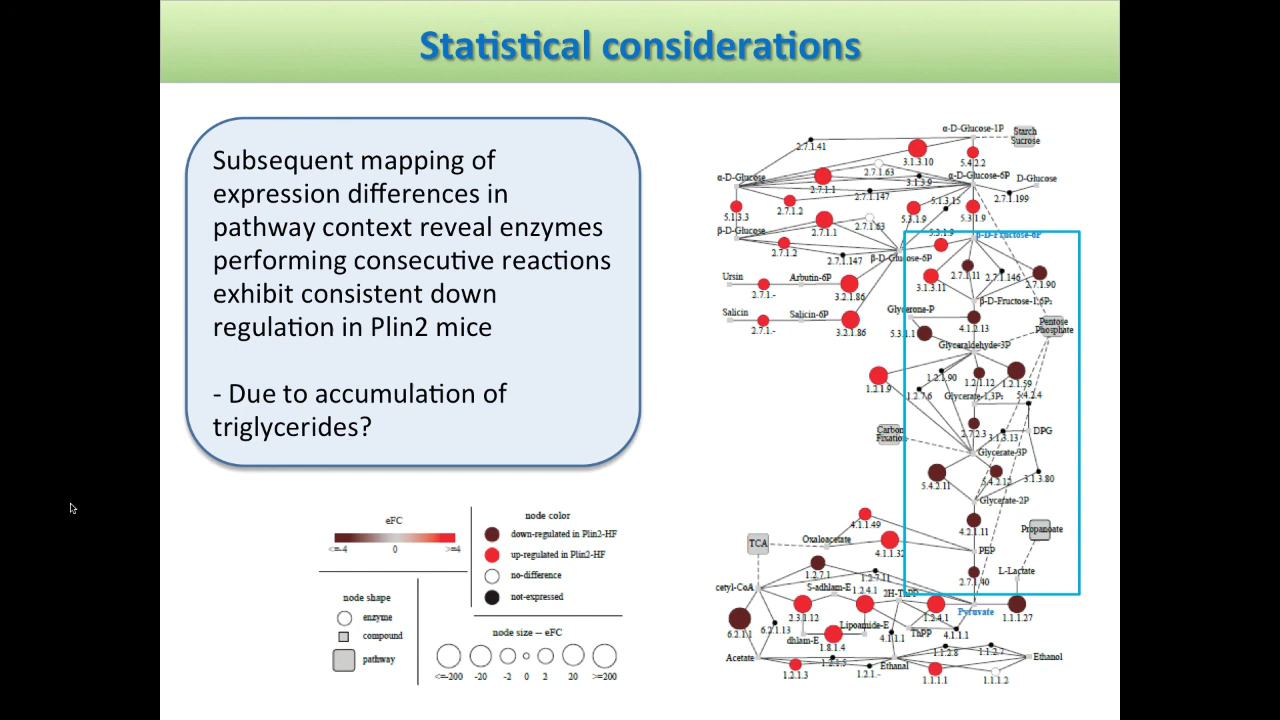 Statistical considerations
Subsequent mapping of
expression differences in
pathway context reveal enzymes
performing consecutive reactions
exhibit consistent down
regulation in Plin2 mice
- Due to accumulation of
triglycerides?
eFC
<=-4
0
>=4
node shape
enzyme
compound
pathway
node color
down-regulated in Plin2-HF
up-regulated in Plin2-HF
no-difference
not-expressed
node size -- eFC
<=-200
-20
-2
0
2
20
>=200
α-D-Glucose-1P
Starch
Sucrose
2.7.1.41
3.1.3.10
5.4.2.2
2.7.1.63
α-D-Glucose
3.1.3.9
α-D-Glucose-6P
D-Glucose
2.7.1.1
2.7.1.147
2.7.1.199
2.7.1.2
5.1.3.15
5.1.3.3
5.3.1.9
5.3.1.9
2.7.1.1
2.7.1.63
β-D-Glucose
5.3.1.9
β-D-Fructose-6P
2.7.1.2
2.7.1.147
β-D-Glucose-6P
Ursin
Arbutin-6P
2.7.1.-
3.2.1.86
3.1.3.11
2.7.1.11
2.7.1.146
2.7.1.90
β-D-Fructose-1,6P₂
Salicin
Salicin-6P
Glycerone-P
2.7.1.-
3.2.1.86
5.3.1.1
4.1.2.13
Pentose
Phosphate
Glyceraldehyde-3P
1.2.1.9
1.2.1.90
1.2.1.12
1.2.1.59
1.2.7.6
Glycerate-1,3P₂
5.4.2.4
Carbon
Fixation
2.7.2.3
3.1.3.13
DPG
Glycerate-3P
5.4.2.11
5.4.2.12
3.1.3.80
Glycerate-2P
4.1.1.49
4.2.1.11
Propanoate
TCA
Oxaloacetate
4.1.1.32
PEP
1.2.7.1
1.2.7.11
2.7.1.40
L-Lactate
cetyl-CoA
S-adhlam-E
1.2.4.1
2H-ThPP
2.3.1.12
1.2.4.1
Pyruvate
1.1.1.27
6.2.1.1
6.2.1.13
Lipoamide-E
dhlam-E
1.8.1.4
4.1.1.1
ThPP
4.1.1.1
Acetate
1.2.1.5
Ethanal
1.1.2.8
1.1.2.7
Ethanol
1.2.1.3
1.2.1.-
1.1.1.1
1.1.1.2